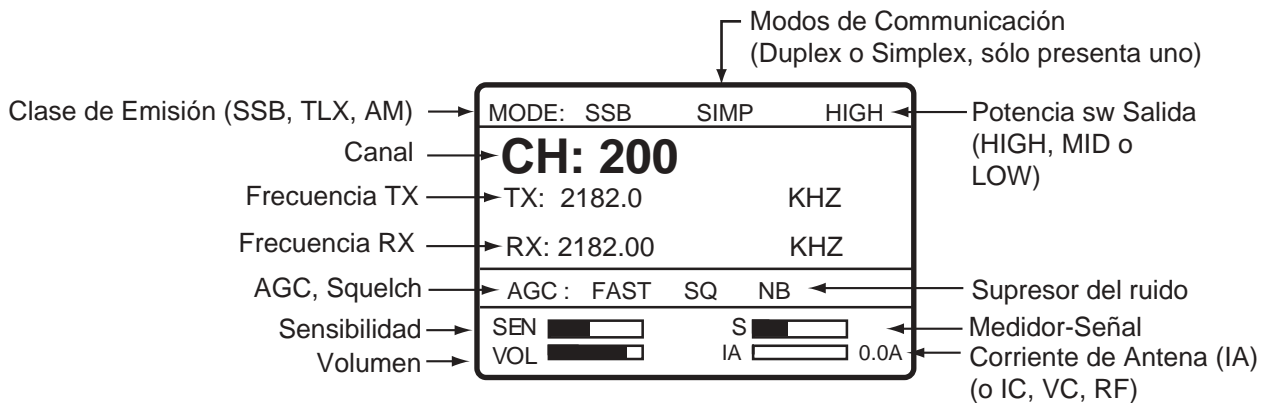 Modos de Communicación
(Duplex o Simplex, sólo presenta uno)
Clase de Emisión (SSB, TLX, AM)
MODE: SSB SIMP HIGH
Potencia sw Salida
(HIGH, MID o
LOW)
Canal
CH: 200
Frecuencia TX
TX: 2182.0 KHZ
Frecuencia RX
RX: 2182.00 KHZ
AGC, Squelch
AGC : FAST SQ NB
Supresor del ruido
Sensibilidad
SEN S
Medidor-Señal
Volumen
VOL IA 0.0A
Corriente de Antena (IA)
(o IC, VC, RF)